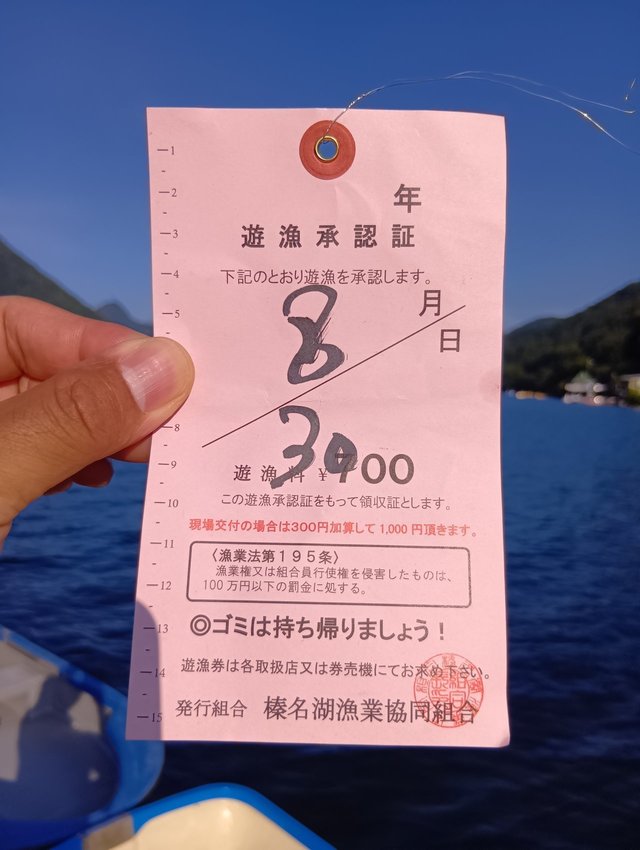 年
遊漁承認証
下記のとおり遊漁を承認します。
8月
30日
遊漁料 ¥700
この遊漁承認証をもって領収証とします。
現場交付の場合は300円加算して1,000円頂きます。
〈漁業法第195条〉
漁業権又は組合員行使権を侵害したものは、
100万円以下の罰金に処する。
◎ゴミは持ち帰りましょう！
遊漁券は各取扱店又は券売機にてお求め下さい。
発行組合 榛名湖漁業協同組合
1
2
3
4
5
8
9
10
11
12
13
14
15